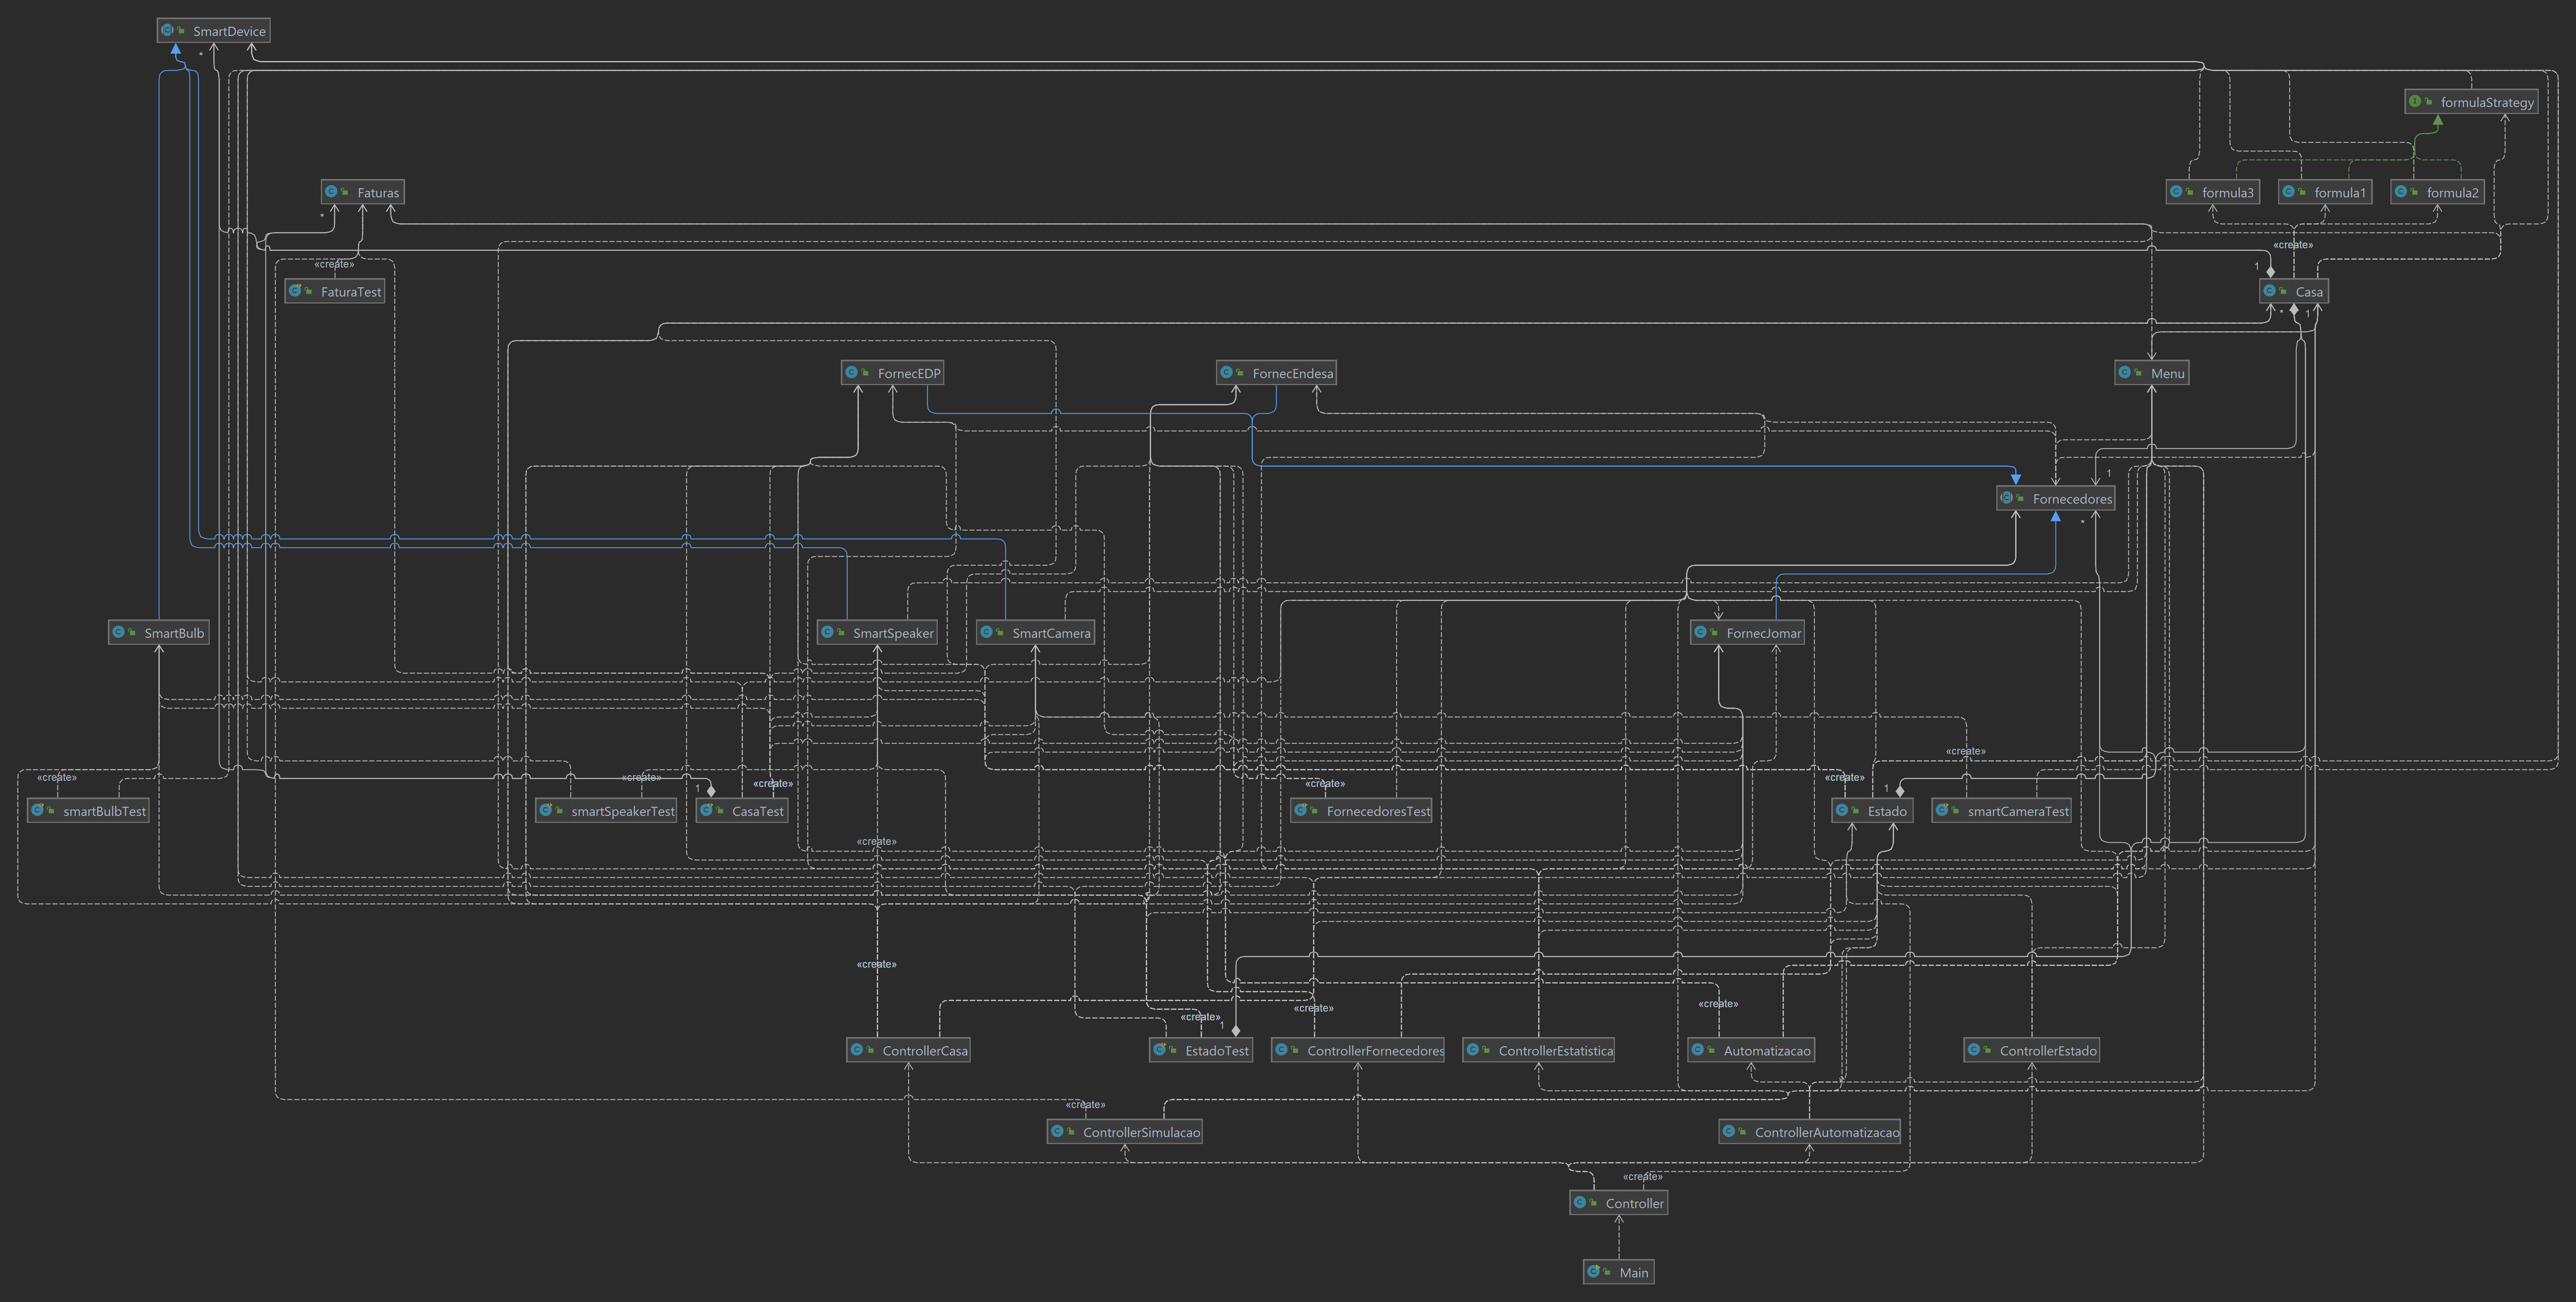 SmartDevice
*
formulaStrategy
Faturas
formula3
formula1
formula2
*
«create»
«create»
1
FaturaTest
Casa
*
1
FornecEDP
FornecEndesa
Menu
1
Fornecedores
*
SmartBulb
SmartSpeaker
SmartCamera
FornecJomar
«create»
«create»
«create»
«create»
«create»
«create»
1
1
smartBulbTest
smartSpeakerTest
CasaTest
FornecedoresTest
Estado
smartCameraTest
«create»
«create»
«create»
«create»
«create»
1
ControllerCasa
EstadoTest
ControllerFornecedores
ControllerEstatistica
Automatizacao
ControllerEstado
«create»
ControllerSimulacao
ControllerAutomatizacao
«create»
Controller
Main